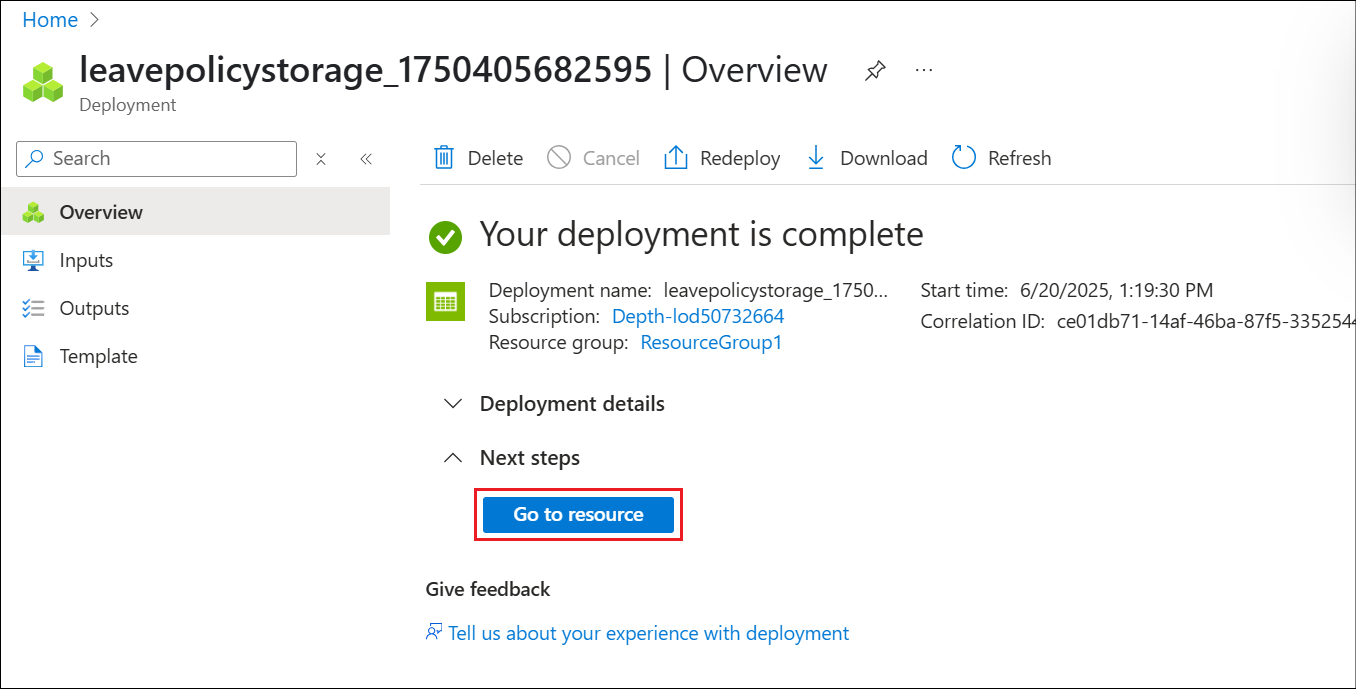 Home
leavepolicystorage_1750405682595 | Overview
...
Deployment
Search
Delete Cancel Redeploy Download Refresh
Overview
Inputs
Outputs
Template
Your deployment is complete
Deployment name: leavepolicystorage_1750...
Subscription: Depth-lod50732664
Resource group: ResourceGroup1
Start time: 6/20/2025, 1:19:30 PM
Correlation ID: ce01db71-14af-46ba-87f5-3352544
Deployment details
Next steps
Go to resource
Give feedback
Tell us about your experience with deployment